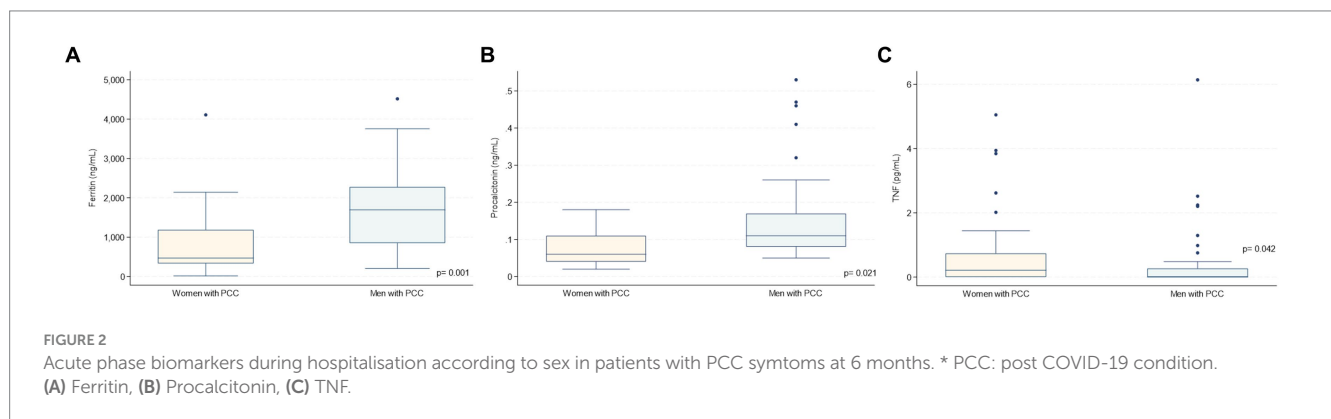 A
Ferritin (ng/mL)
5,000
4,000
3,000
2,000
1,000
0
Women with PCC
Men with PCC
p= 0.001
B
Procalcitonin (ng/mL)
.5
.4
.3
.2
.1
0
Women with PCC
Men with PCC
p= 0.021
C
TNF (pg/mL)
6
4
2
0
Women with PCC
Men with PCC
p= 0.042
FIGURE 2
Acute phase biomarkers during hospitalisation according to sex in patients with PCC symtoms at 6 months. * PCC: post COVID-19 condition.
(A) Ferritin, (B) Procalcitonin, (C) TNF.